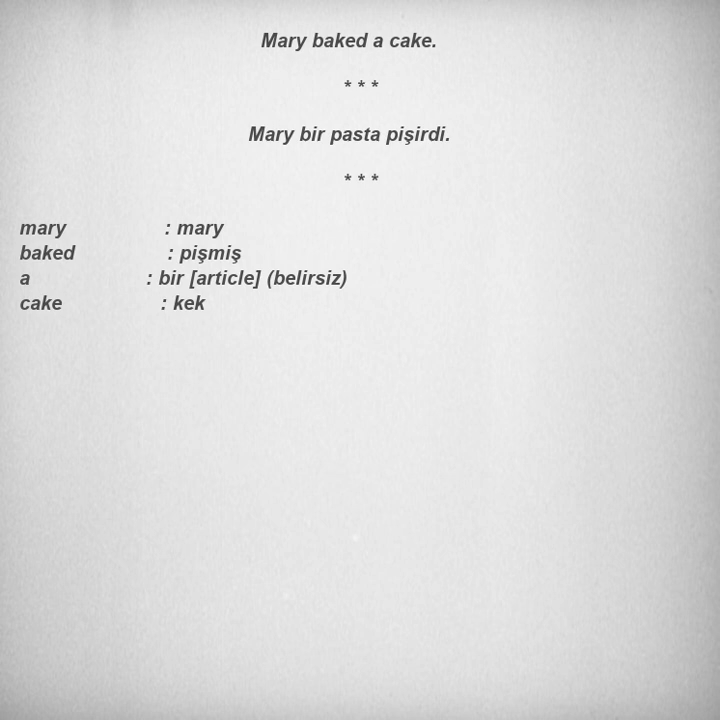 Mary baked a cake.
* * *
Mary bir pasta pişirdi.
* * *
mary : mary
baked : pişmiş
a : bir [article] (belirsiz)
cake : kek